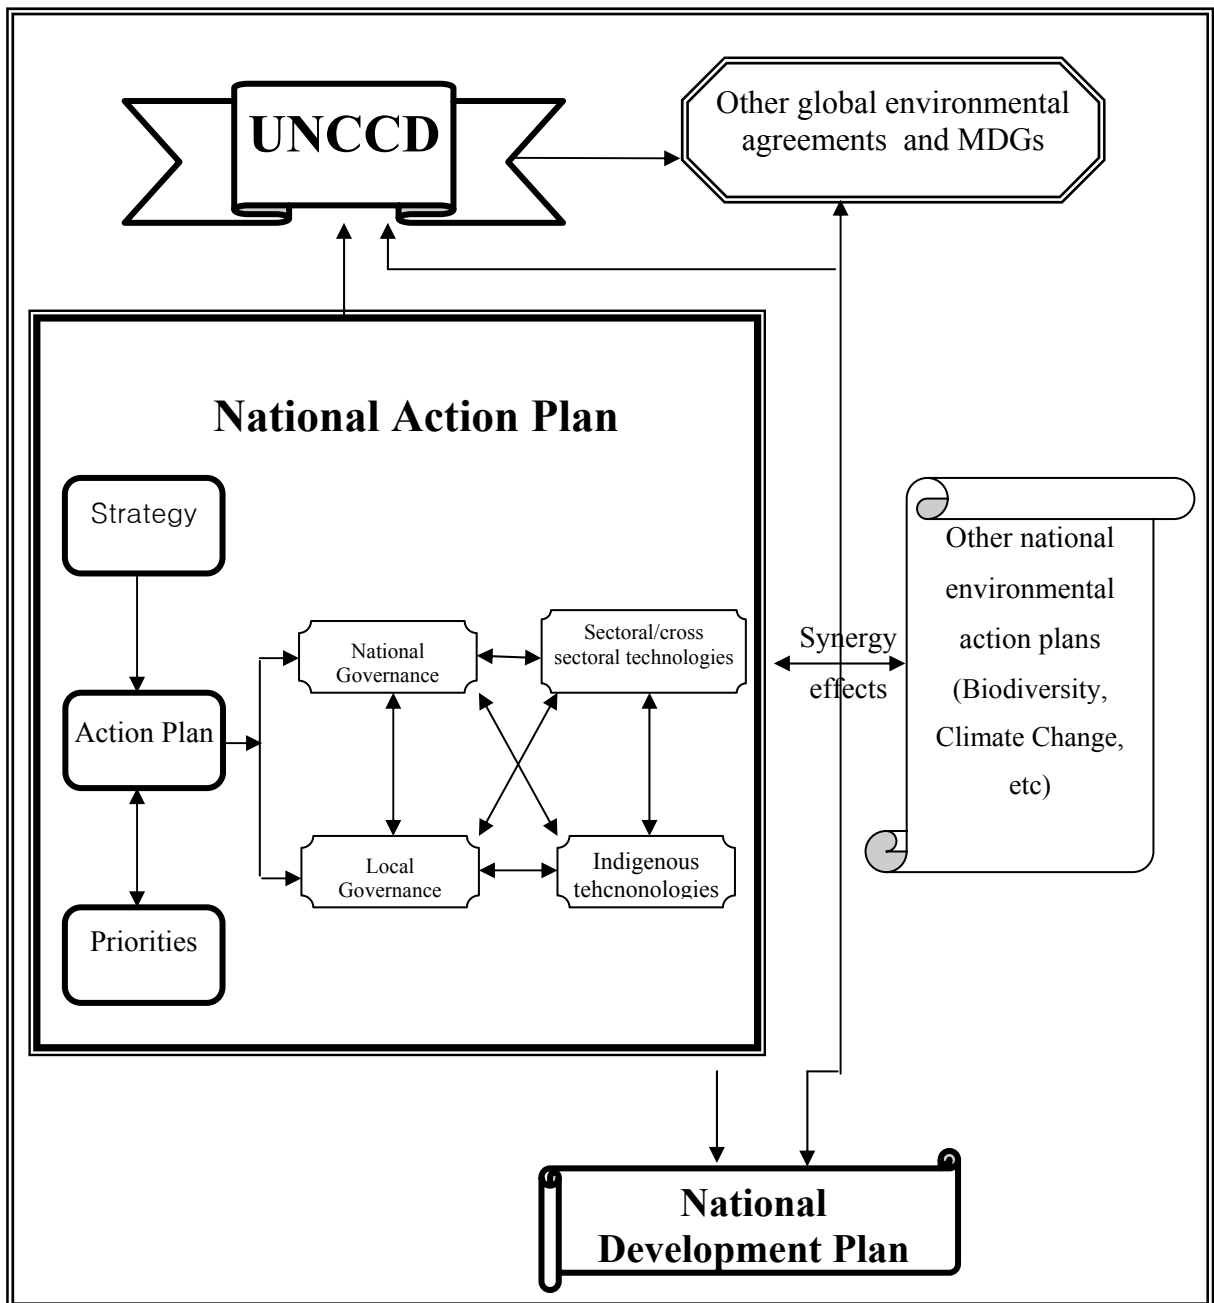 UNCCD
Other global environmental
agreements and MDGs
National Action Plan
Strategy
Action Plan
Priorities
National
Governance
Sectoral/cross
sectoral technologies
Local
Governance
Indigenous
tehcnonologies
Synergy
effects
Other national
environmental
action plans
(Biodiversity,
Climate Change,
etc)
National
Development Plan